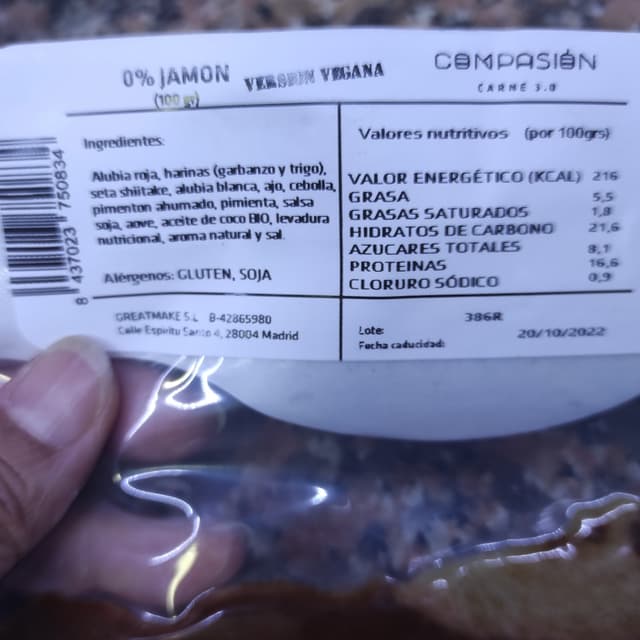 0% JAMON VERSION VEGANA
(100 gr)
COMPASIÓN
CARNE 3.0
Ingredientes:
Alubia roja, harinas (garbanzo y trigo),
seta shiitake, alubia blanca, ajo, cebolla,
pimenton ahumado, pimienta, salsa
soja, aove, aceite de coco BIO, levadura
nutricional, aroma natural y sal.
Alérgenos: GLUTEN, SOJA
Valores nutritivos (por 100grs)
VALOR ENERGÉTICO (KCAL) 216
GRASA 5,5
GRASAS SATURADOS 1,8
HIDRATOS DE CARBONO 21,6
AZUCARES TOTALES 8,1
PROTEINAS 16,6
CLORURO SÓDICO 0,9
GREATMAKE S.L B-42865980
Calle Espiritu Santo 4, 28004 Madrid
Lote: 386R
Fecha caducidad: 20/10/2022
8 437023 750834